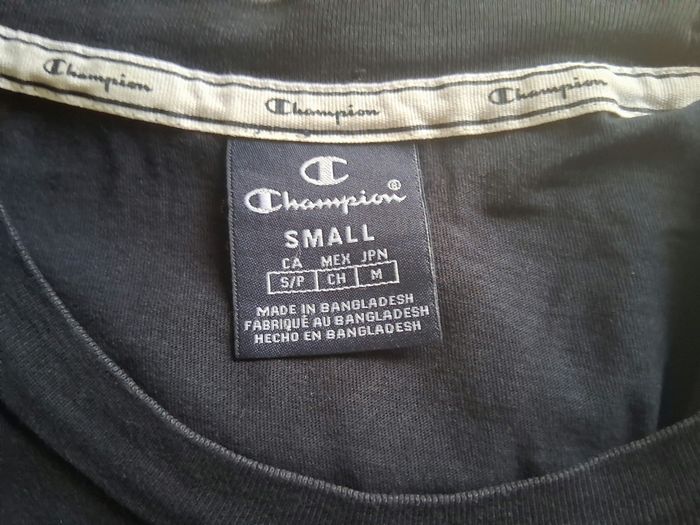 Champion Champion Champion
C
Champion®
SMALL
CA MEX JPN
S/P CH M
MADE IN BANGLADESH
FABRIQUÉ AU BANGLADESH
HECHO EN BANGLADESH